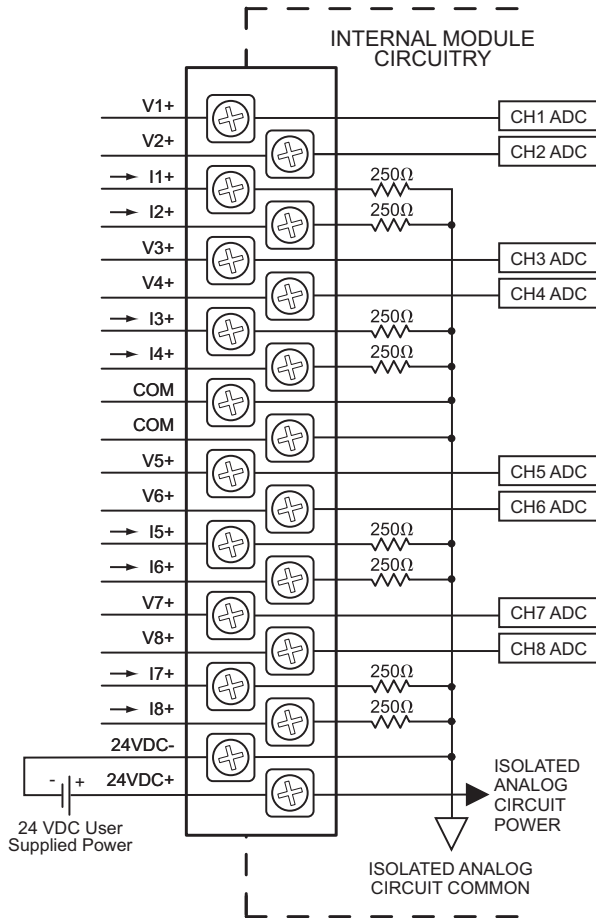 INTERNAL MODULE
CIRCUITRY
V1+
CH1 ADC
V2+
CH2 ADC
→ I1+
250Ω
→ I2+
250Ω
V3+
CH3 ADC
V4+
CH4 ADC
→ I3+
250Ω
→ I4+
250Ω
COM
COM
V5+
CH5 ADC
V6+
CH6 ADC
→ I5+
250Ω
→ I6+
250Ω
V7+
CH7 ADC
V8+
CH8 ADC
→ I7+
250Ω
→ I8+
250Ω
24VDC-
- +
24VDC+
24 VDC User
Supplied Power
ISOLATED
ANALOG
CIRCUIT
POWER
ISOLATED ANALOG
CIRCUIT COMMON